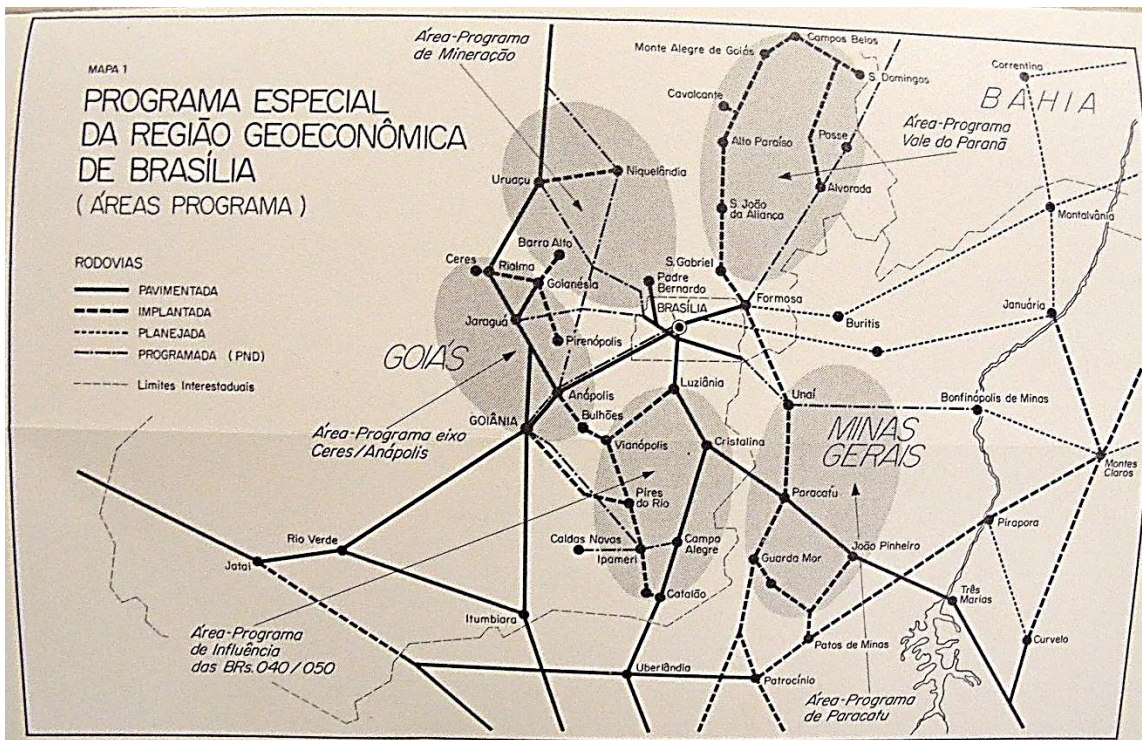 MAPA 1
PROGRAMA ESPECIAL
DA REGIÃO GEOECONÔMICA
DE BRASÍLIA
( ÁREAS PROGRAMA )
RODOVIAS
PAVIMENTADA
IMPLANTADA
PLANEJADA
PROGRAMADA (PND)
Limites Interestaduais
Área-Programa
de Mineração
Monte Alegre de Goiás
Campos Belos
S. Domingos
Cavalcante
Correntina
BAHIA
Área-Programa
Vale do Paranã
Alto Paraíso
Posse
Alvorada
Uruaçu
Niquelândia
S. João
da Aliança
Montalvânia
Barra Alto
Ceres
Rialma
Goianésia
S. Gabriel
Padre
Bernardo
BRASÍLIA
Formosa
Buritis
Januária
Jaraguá
Pirenópolis
GOIÁS
Anápolis
Luziânia
Unaí
Bonfinópolis de Minas
GOIÂNIA
Bulhões
Vianópolis
Cristalina
MINAS
GERAIS
Área-Programa eixo
Ceres/Anápolis
Montes
Claros
Pires
do Rio
Paracatu
Pirapora
Rio Verde
Jataí
Caldas Novas
Ipameri
Campo
Alegre
Guarda Mor
João Pinheiro
Catalão
Itumbiara
Três
Marias
Área-Programa
de Influência
das BRs. 040/050
Patos de Minas
Curvelo
Uberlândia
Patrocínio
Área-Programa
de Paracatu